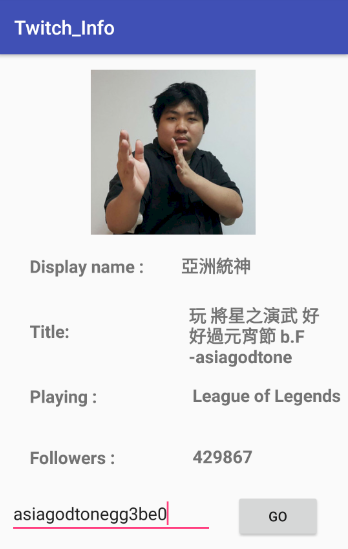 Twitch_Info
Display name : 亞洲統神
Title: 玩 將星之演武 好
好過元宵節 b.F
-asiagodtone
Playing : League of Legends
Followers : 429867
asiagodtonegg3be0 GO